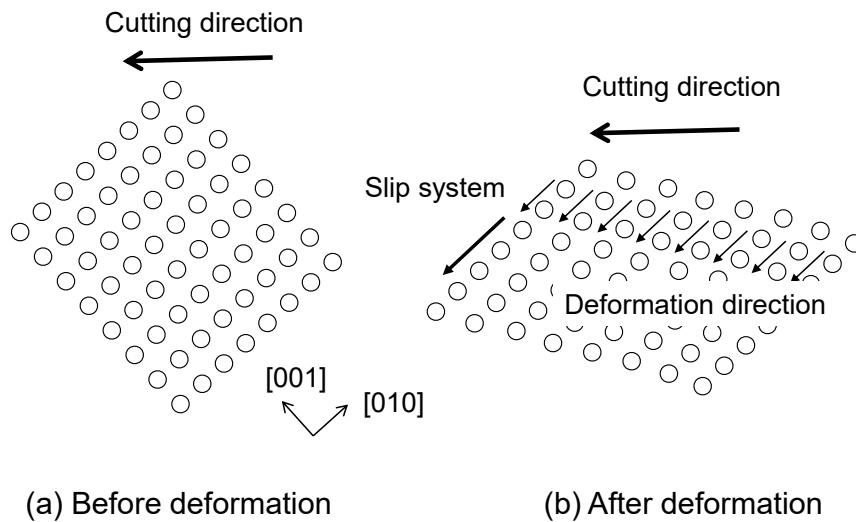 Cutting direction
Cutting direction
Slip system
Deformation direction
[001]
[010]
(a) Before deformation
(b) After deformation